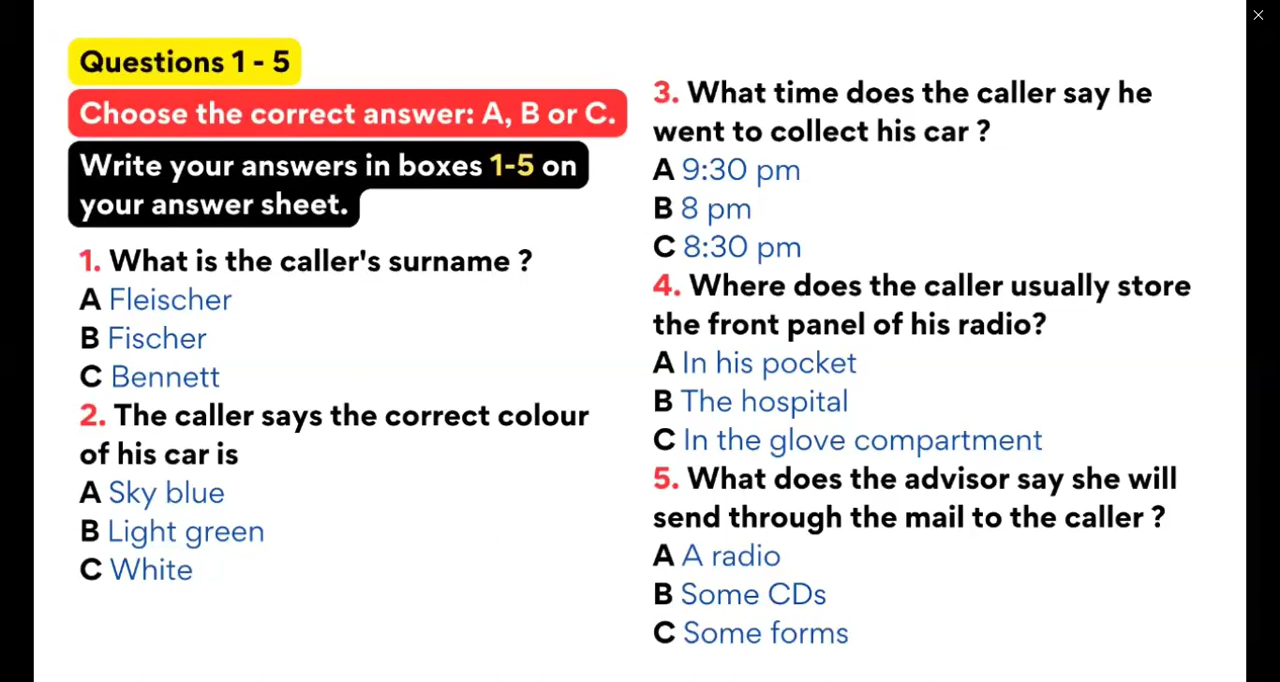 Questions 1 - 5
Choose the correct answer: A, B or C.
Write your answers in boxes 1-5 on
your answer sheet.
1. What is the caller's surname ?
A Fleischer
B Fischer
C Bennett
2. The caller says the correct colour
of his car is
A Sky blue
B Light green
C White
3. What time does the caller say he
went to collect his car ?
A 9:30 pm
B 8 pm
C 8:30 pm
4. Where does the caller usually store
the front panel of his radio?
A In his pocket
B The hospital
C In the glove compartment
5. What does the advisor say she will
send through the mail to the caller ?
A A radio
B Some CDs
C Some forms